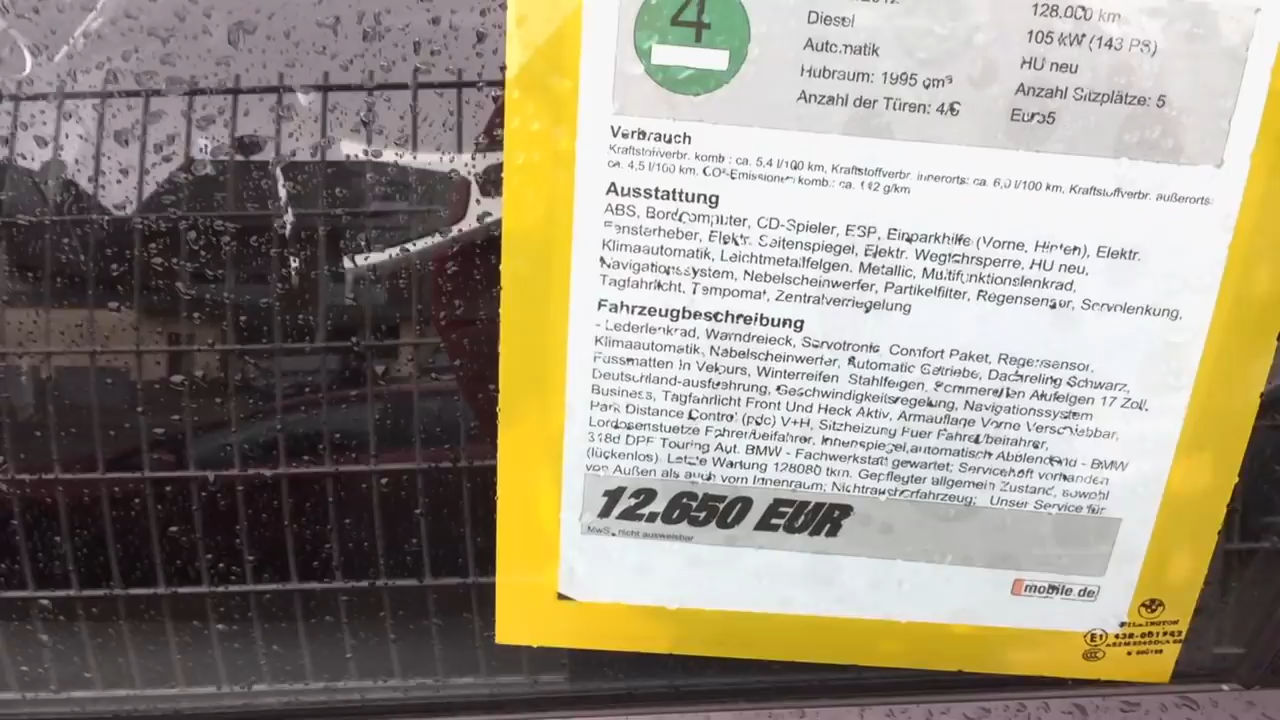 4
Diesel
Automatik
Hubraum: 1995 qm³
Anzahl der Türen: 4/5
128.000 km
105 kW (143 PS)
HU neu
Anzahl Sitzplätze: 5
Euro5
Verbrauch
Kraftstoffverbr. komb.: ca. 5,4 l/100 km, Kraftstoffverbr. innerorts: ca. 6,0 l/100 km, Kraftstoffverbr. außerorts:
ca. 4,5 l/100 km, CO²-Emissionen komb.: ca. g/km
Ausstattung
ABS, Bordcomputer, CD-Spieler, ESP, Einparkhilfe (Vorne, Hinten), Elektr.
Fensterheber, Elektr. Seitenspiegel, Elektr. Wegfahrsperre, HU neu,
Klimaautomatik, Leichtmetallfelgen, Metallic, Multifunktionslenkrad,
Navigationssystem, Nebelscheinwerfer, Partikelfilter, Regensensor, Servolenkung,
Tagfahrlicht, Tempomat, Zentralverriegelung
Fahrzeugbeschreibung
- Lederlenkrad, Warndreieck, Servotronic, Comfort Paket, Regensensor,
Klimaautomatik, Nebelscheinwerfer, Automatic Getriebe, Dachreling Schwarz,
Fussmatten In Velours, Winterreifen Stahlfelgen, Sommereifen Alufelgen 17 Zoll,
Deutschland-ausfuehrung, Geschwindigkeitsregelung, Navigationssystem
Business, Tagfahrlicht Front Und Heck Aktiv, Armauflage Vorne Verschiebbar,
Park Distance Control (pdc) V+H, Sitzheizung Fuer Fahrer/beifahrer,
Lordosenstuetze Fahrer/beifahrer, Innenspiegel,automatisch Abblendend - BMW
318d DPF Touring Aut. BMW - Fachwerkstatt gewartet; Serviceheft vorhanden
(lückenlos). Letzte Wartung 128080 tkm. Gepflegter allgemein Zustand, sowohl
von Außen als auch vom Innenraum; Nichtraucherfahrzeug; Unser Service für
12.650 EUR
MwSt. nicht ausweisbar
mobile.de
PILKINGTON
E1